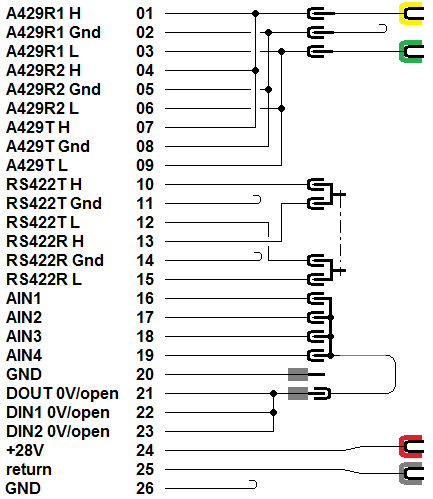 A429R1 H 01
A429R1 Gnd 02
A429R1 L 03
A429R2 H 04
A429R2 Gnd 05
A429R2 L 06
A429T H 07
A429T Gnd 08
A429T L 09
RS422T H 10
RS422T Gnd 11
RS422T L 12
RS422R H 13
RS422R Gnd 14
RS422R L 15
AIN1 16
AIN2 17
AIN3 18
AIN4 19
GND 20
DOUT 0V/open 21
DIN1 0V/open 22
DIN2 0V/open 23
+28V 24
return 25
GND 26